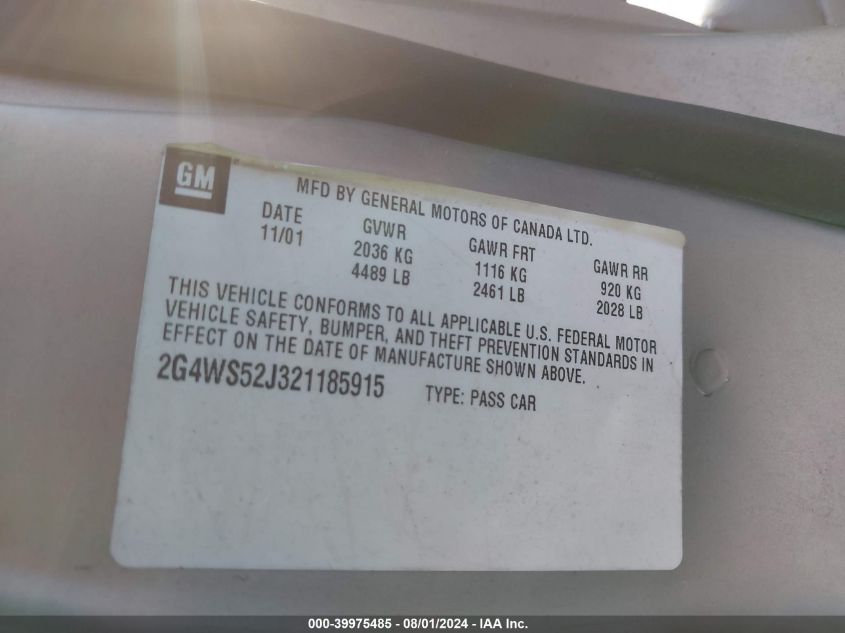 GM
MFD BY GENERAL MOTORS OF CANADA LTD.
DATE GVWR GAWR FRT GAWR RR
11/01 2036 KG 1116 KG 920 KG
4489 LB 2461 LB 2028 LB
THIS VEHICLE CONFORMS TO ALL APPLICABLE U.S. FEDERAL MOTOR
VEHICLE SAFETY, BUMPER, AND THEFT PREVENTION STANDARDS IN
EFFECT ON THE DATE OF MANUFACTURE SHOWN ABOVE.
2G4WS52J321185915 TYPE: PASS CAR
000-39975485 - 08/01/2024 - IAA Inc.